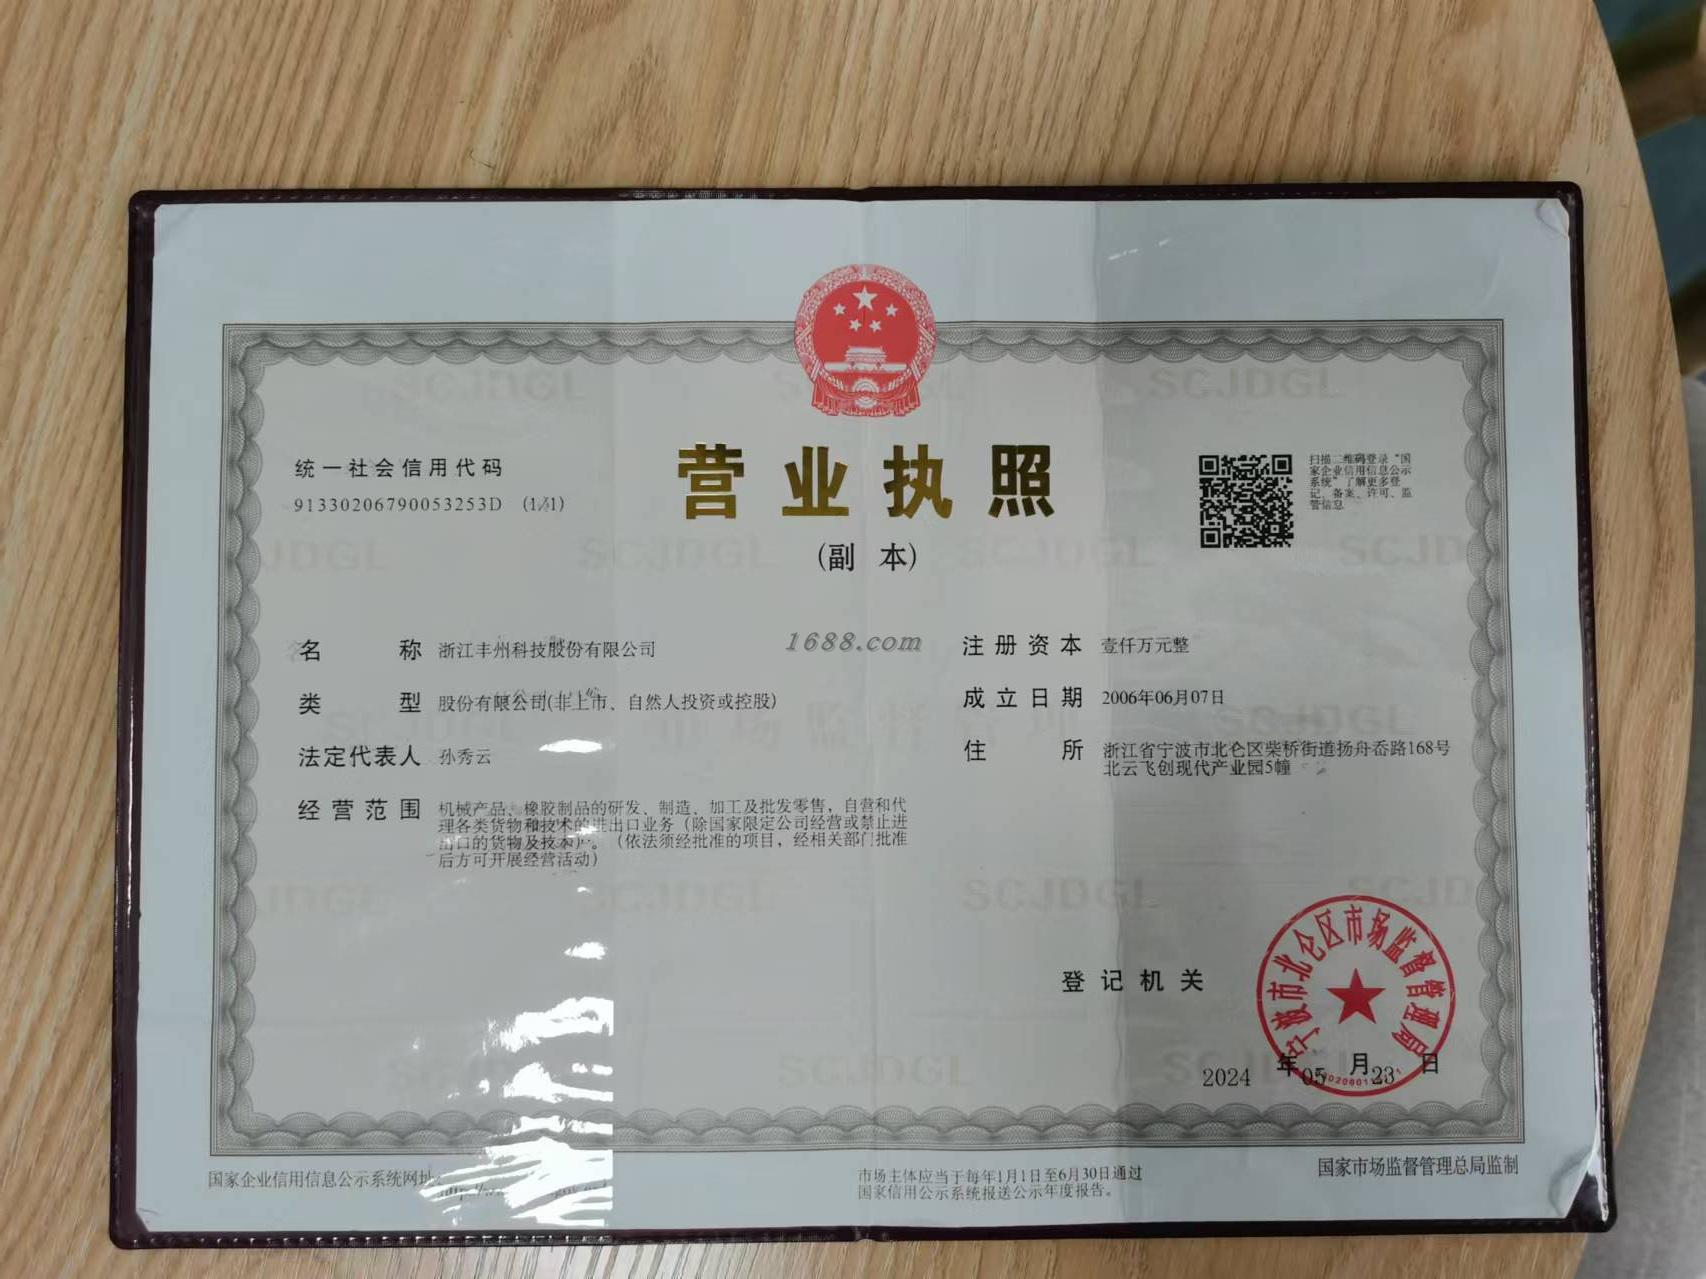 统一社会信用代码
91330206790053253D (1/1)
营业执照
(副 本)
扫描二维码登录“国
家企业信用信息公示
系统”了解更多登
记、备案、许可、监
管信息
名 称 浙江丰州科技股份有限公司
类 型 股份有限公司(非上市、自然人投资或控股)
法定代表人 孙秀云
经营范围 机械产品、橡胶制品的研发、制造、加工及批发零售，自营和代
理各类货物和技术的进出口业务（除国家限定公司经营或禁止进
出口的货物及技术）。（依法须经批准的项目，经相关部门批准
后方可开展经营活动）
1688.com
注册资本 壹仟万元整
成立日期 2006年06月07日
住 所 浙江省宁波市北仑区柴桥街道扬舟岙路168号
北云飞创现代产业园5幢
登记机关
宁波市北仑区市场监督管理局
2024 年 05 月 23 日
国家企业信用信息公示系统网址:
市场主体应当于每年1月1日至6月30日通过
国家信用公示系统报送公示年度报告。
国家市场监督管理总局监制
SCJDGL